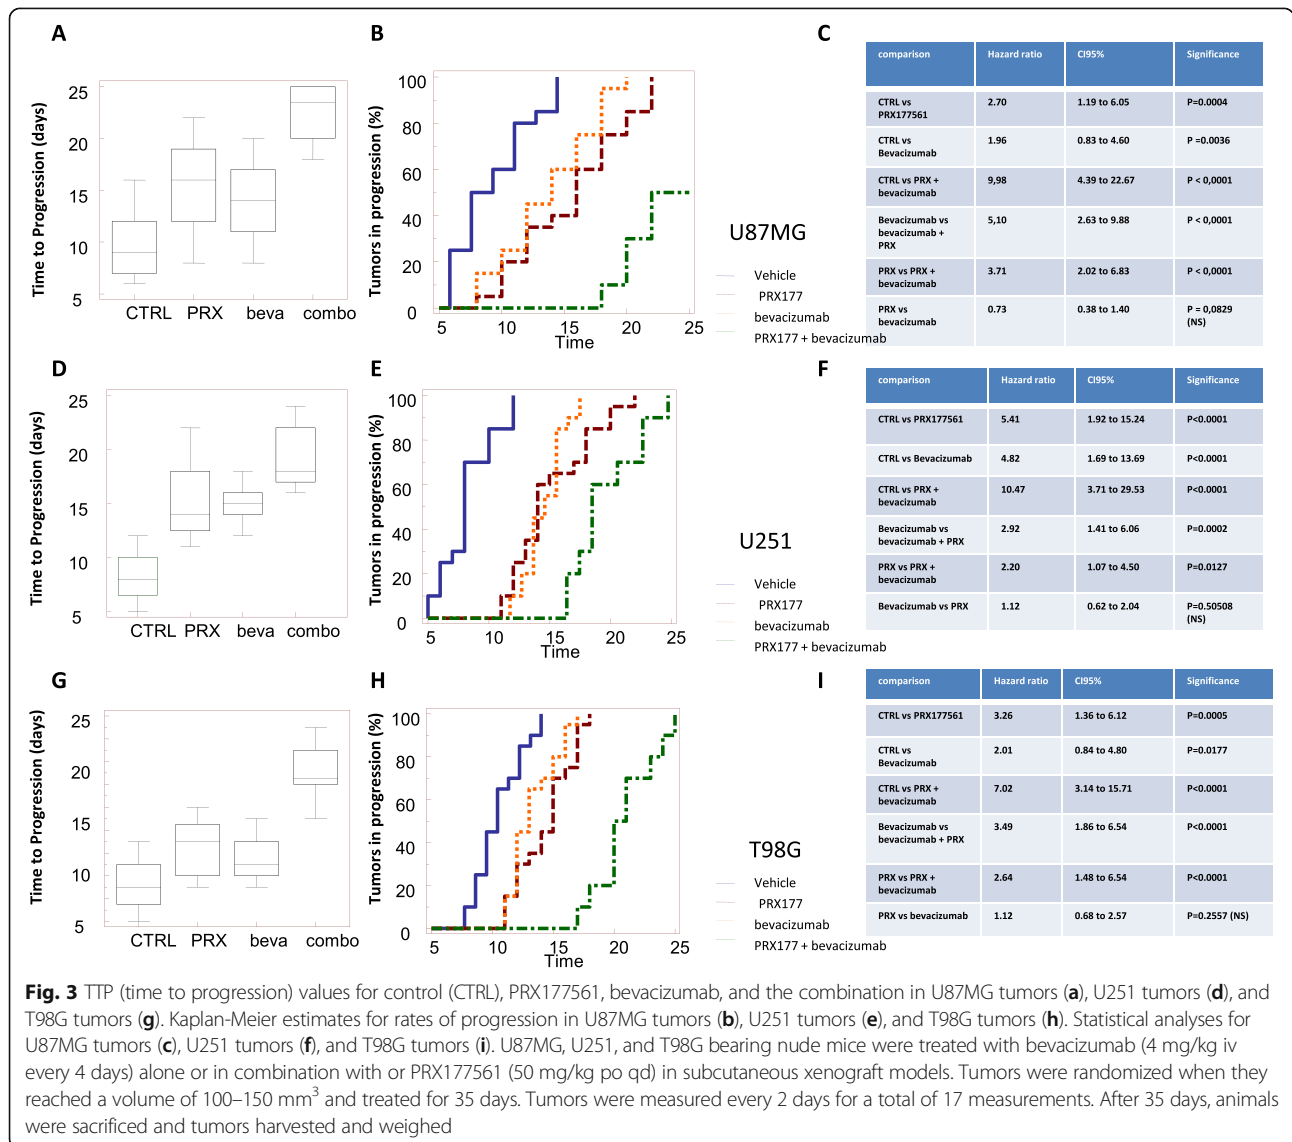 A
Time to Progression (days)
25
20
15
10
5
CTRL PRX beva combo
B
Tumors in progression (%)
100
80
60
40
20
0
5 10 15 20 25
Time
U87MG
Vehicle
PRX177
bevacizumab
PRX177 + bevacizumab
C
comparison Hazard ratio CI95% Significance
CTRL vs
PRX177561 2.70 1.19 to 6.05 P=0.0004
CTRL vs
Bevacizumab 1.96 0.83 to 4.60 P =0.0036
CTRL vs PRX +
bevacizumab 9,98 4.39 to 22.67 P < 0,0001
Bevacizumab vs
bevacizumab +
PRX 5,10 2.63 to 9.88 P < 0,0001
PRX vs PRX +
bevacizumab 3.71 2.02 to 6.83 P < 0,0001
PRX vs
bevacizumab 0.73 0.38 to 1.40 P = 0,0829
(NS)
D
Time to Progression (days)
25
20
15
10
5
CTRL PRX beva combo
E
Tumors in progression (%)
100
80
60
40
20
0
5 10 15 20 25
Time
U251
Vehicle
PRX177
bevacizumab
PRX177 + bevacizumab
F
comparison Hazard ratio CI95% Significance
CTRL vs PRX177561 5.41 1.92 to 15.24 P<0.0001
CTRL vs Bevacizumab 4.82 1.69 to 13.69 P<0.0001
CTRL vs PRX +
bevacizumab 10.47 3.71 to 29.53 P<0.0001
Bevacizumab vs
bevacizumab + PRX 2.92 1.41 to 6.06 P=0.0002
PRX vs PRX +
bevacizumab 2.20 1.07 to 4.50 P=0.0127
Bevacizumab vs PRX 1.12 0.62 to 2.04 P=0.50508
(NS)
G
Time to Progression (days)
25
20
15
10
5
CTRL PRX beva combo
H
Tumors in progression (%)
100
80
60
40
20
0
5 10 15 20 25
Time
T98G
Vehicle
PRX177
bevacizumab
PRX177 + bevacizumab
I
comparison Hazard ratio CI95% Significance
CTRL vs PRX177561 3.26 1.36 to 6.12 P=0.0005
CTRL vs
Bevacizumab 2.01 0.84 to 4.80 P=0.0177
CTRL vs PRX +
bevacizumab 7.02 3.14 to 15.71 P<0.0001
Bevacizumab vs
bevacizumab + PRX 3.49 1.86 to 6.54 P<0.0001
PRX vs PRX +
bevacizumab 2.64 1.48 to 6.54 P<0.0001
PRX vs bevacizumab 1.12 0.68 to 2.57 P=0.2557 (NS)
Fig. 3 TTP (time to progression) values for control (CTRL), PRX177561, bevacizumab, and the combination in U87MG tumors (a), U251 tumors (d), and
T98G tumors (g). Kaplan-Meier estimates for rates of progression in U87MG tumors (b), U251 tumors (e), and T98G tumors (h). Statistical analyses for
U87MG tumors (c), U251 tumors (f), and T98G tumors (i). U87MG, U251, and T98G bearing nude mice were treated with bevacizumab (4 mg/kg iv
every 4 days) alone or in combination with or PRX177561 (50 mg/kg po qd) in subcutaneous xenograft models. Tumors were randomized when they
reached a volume of 100–150 mm³ and treated for 35 days. Tumors were measured every 2 days for a total of 17 measurements. After 35 days, animals
were sacrificed and tumors harvested and weighed